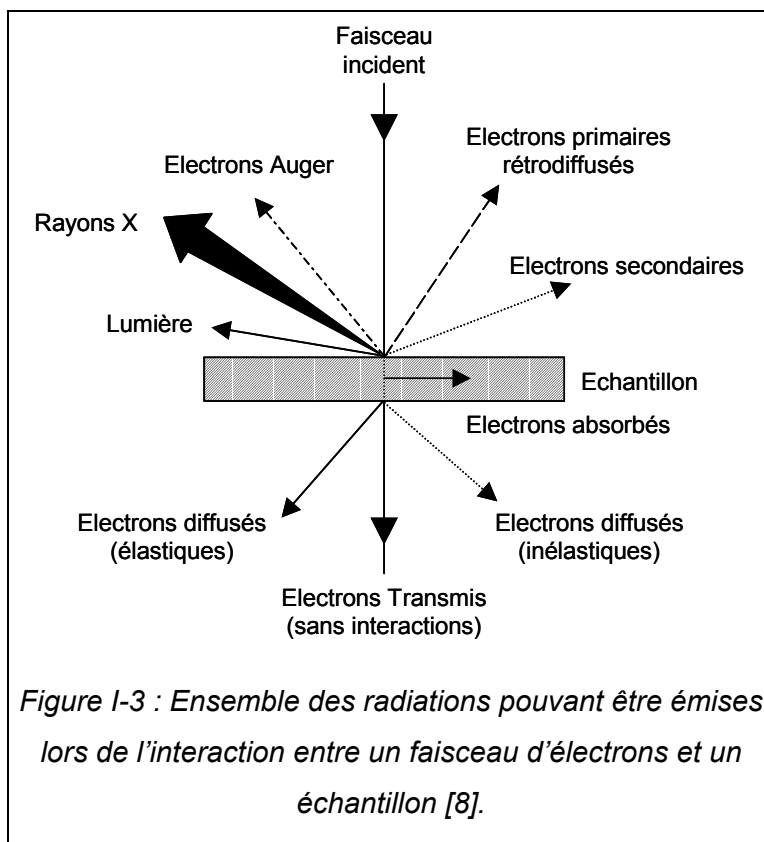 Faisceau
incident
Electrons primaires
rétrodiffusés
Electrons Auger
Rayons X
Electrons secondaires
Lumière
Echantillon
Electrons absorbés
Electrons diffusés
(élastiques)
Electrons diffusés
(inélastiques)
Electrons Transmis
(sans interactions)
Figure I-3 : Ensemble des radiations pouvant être émises
lors de l'interaction entre un faisceau d'électrons et un
échantillon [8].